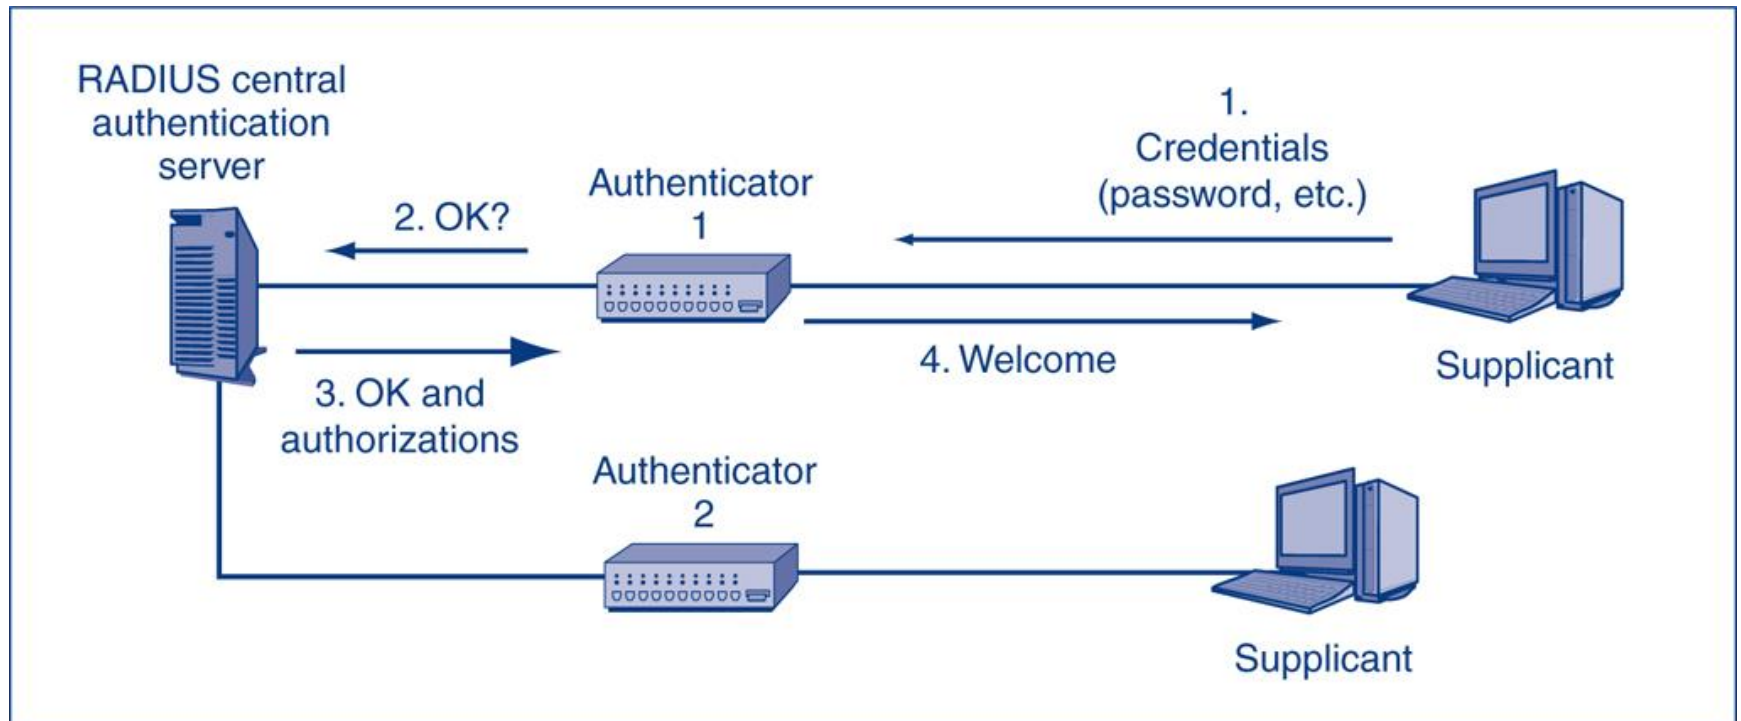 RADIUS central
authentication
server
2. OK?
Authenticator
1
1.
Credentials
(password, etc.)
3. OK and
authorizations
4. Welcome
Supplicant
Authenticator
2
Supplicant